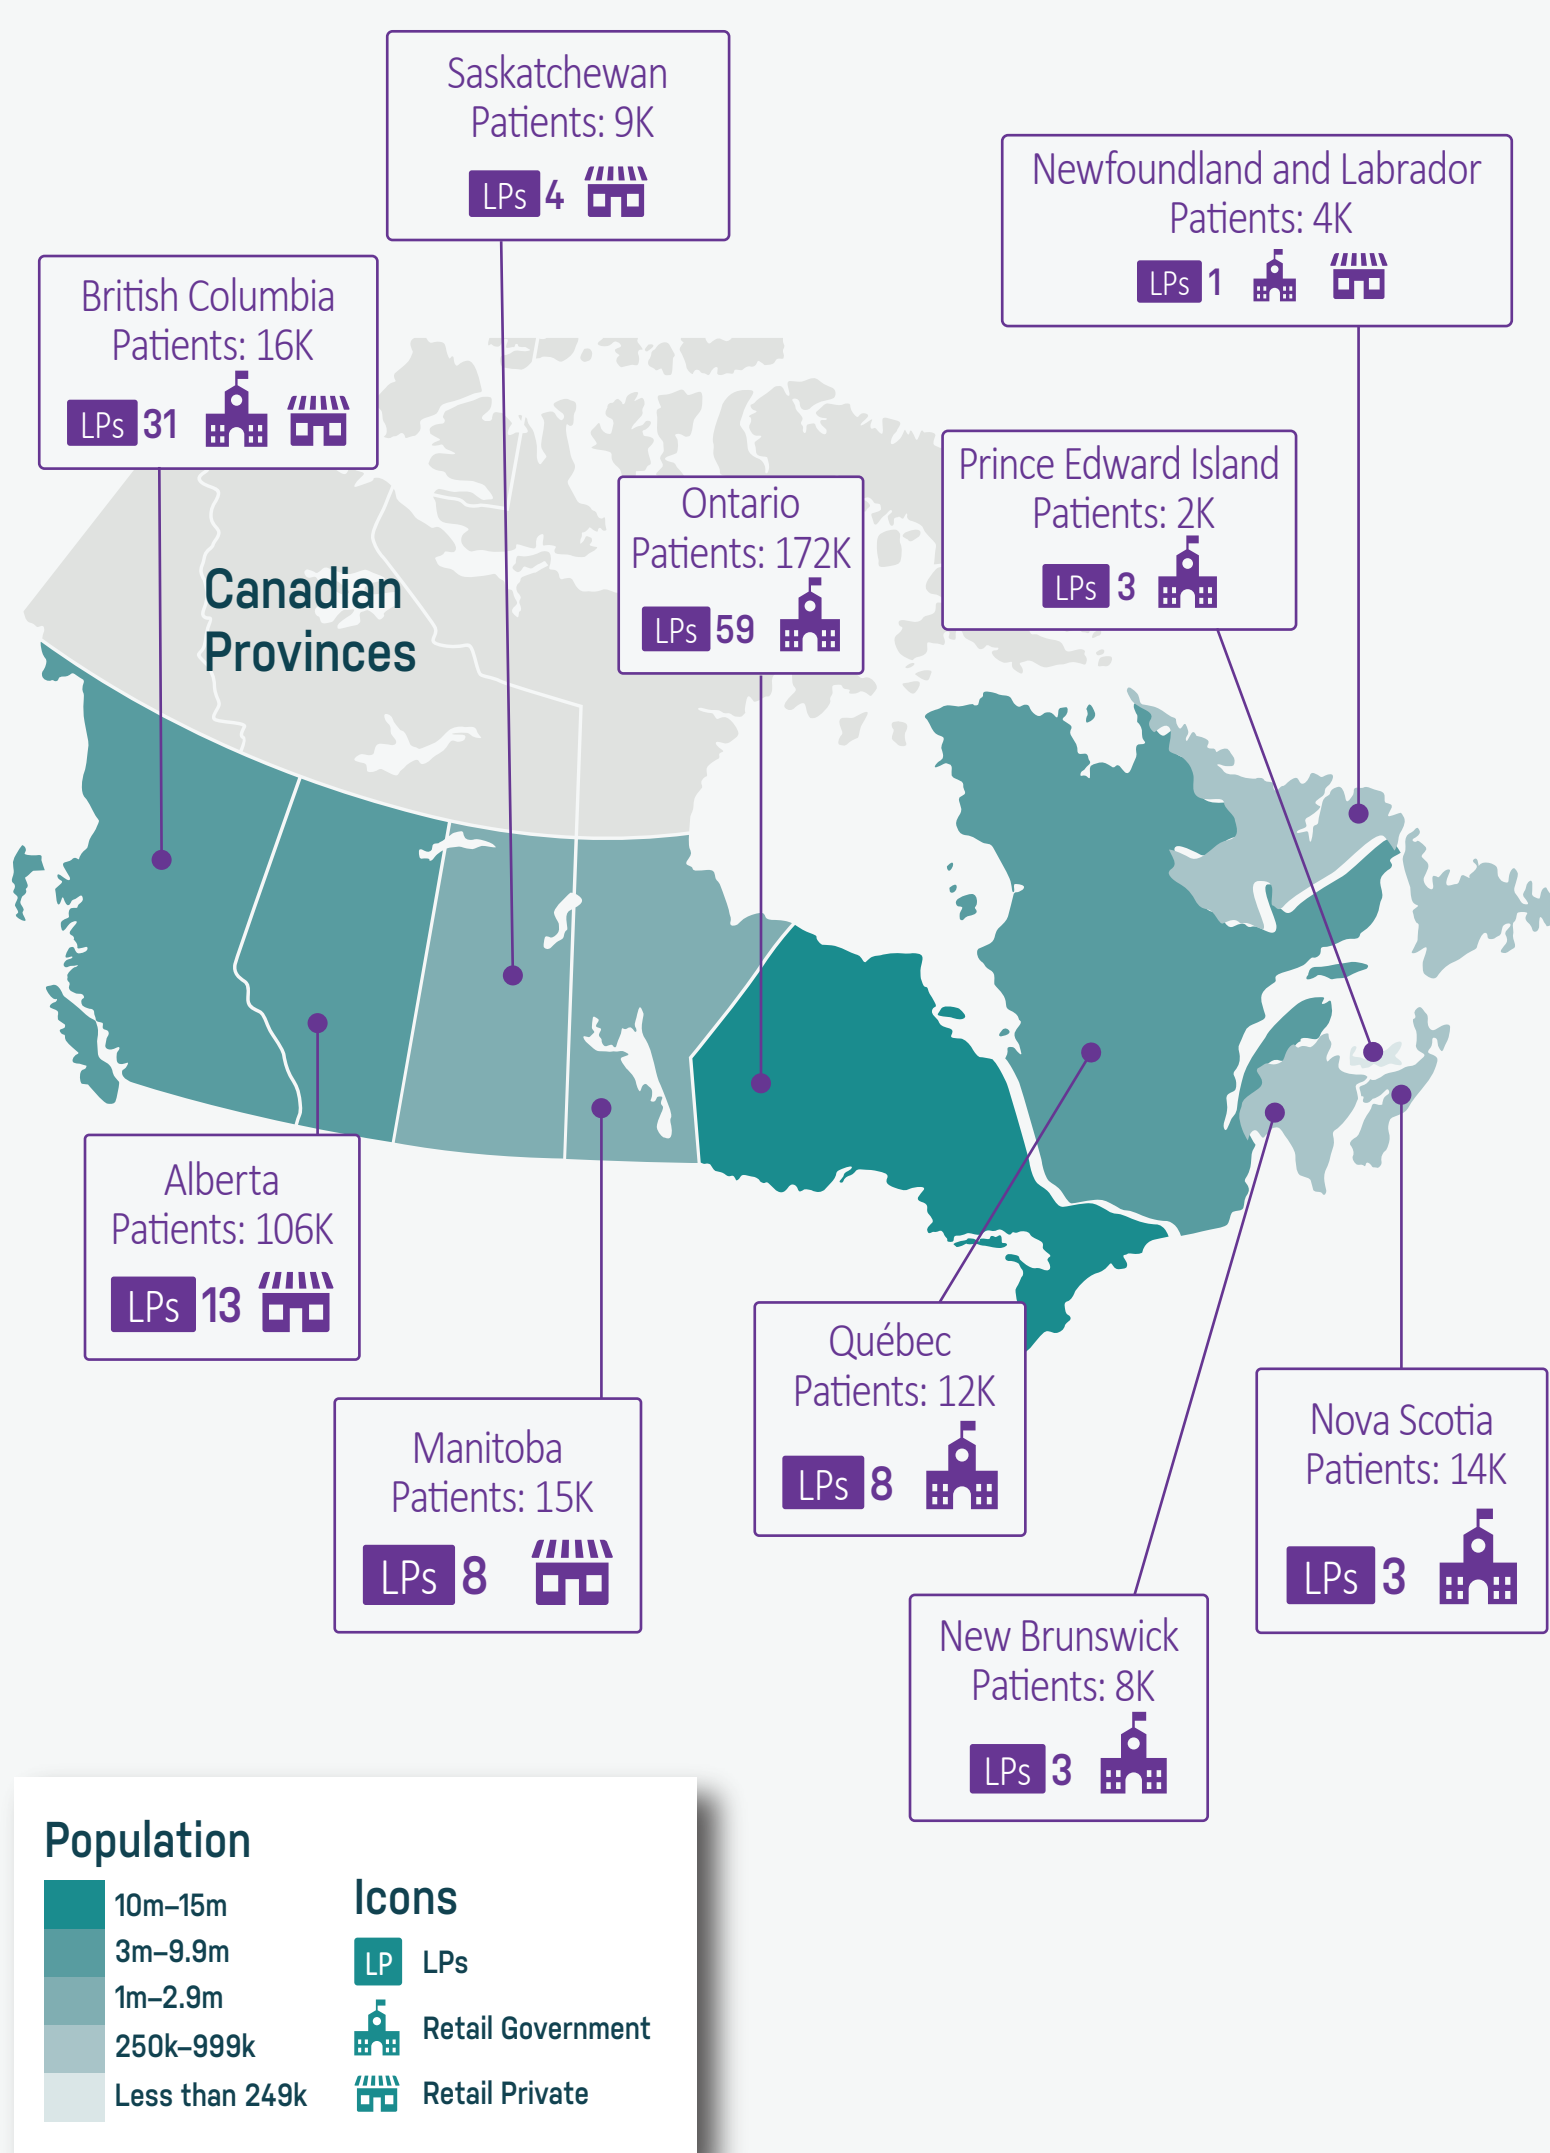 Saskatchewan
Patients: 9K
LPs 4
Newfoundland and Labrador
Patients: 4K
LPs 1
British Columbia
Patients: 16K
LPs 31
Prince Edward Island
Patients: 2K
LPs 3
Ontario
Patients: 172K
LPs 59
Canadian
Provinces
Alberta
Patients: 106K
LPs 13
Québec
Patients: 12K
LPs 8
Nova Scotia
Patients: 14K
LPs 3
Manitoba
Patients: 15K
LPs 8
New Brunswick
Patients: 8K
LPs 3
Population
10m–15m
3m–9.9m
1m–2.9m
250k–999k
Less than 249k
Icons
LP LPs
Retail Government
Retail Private